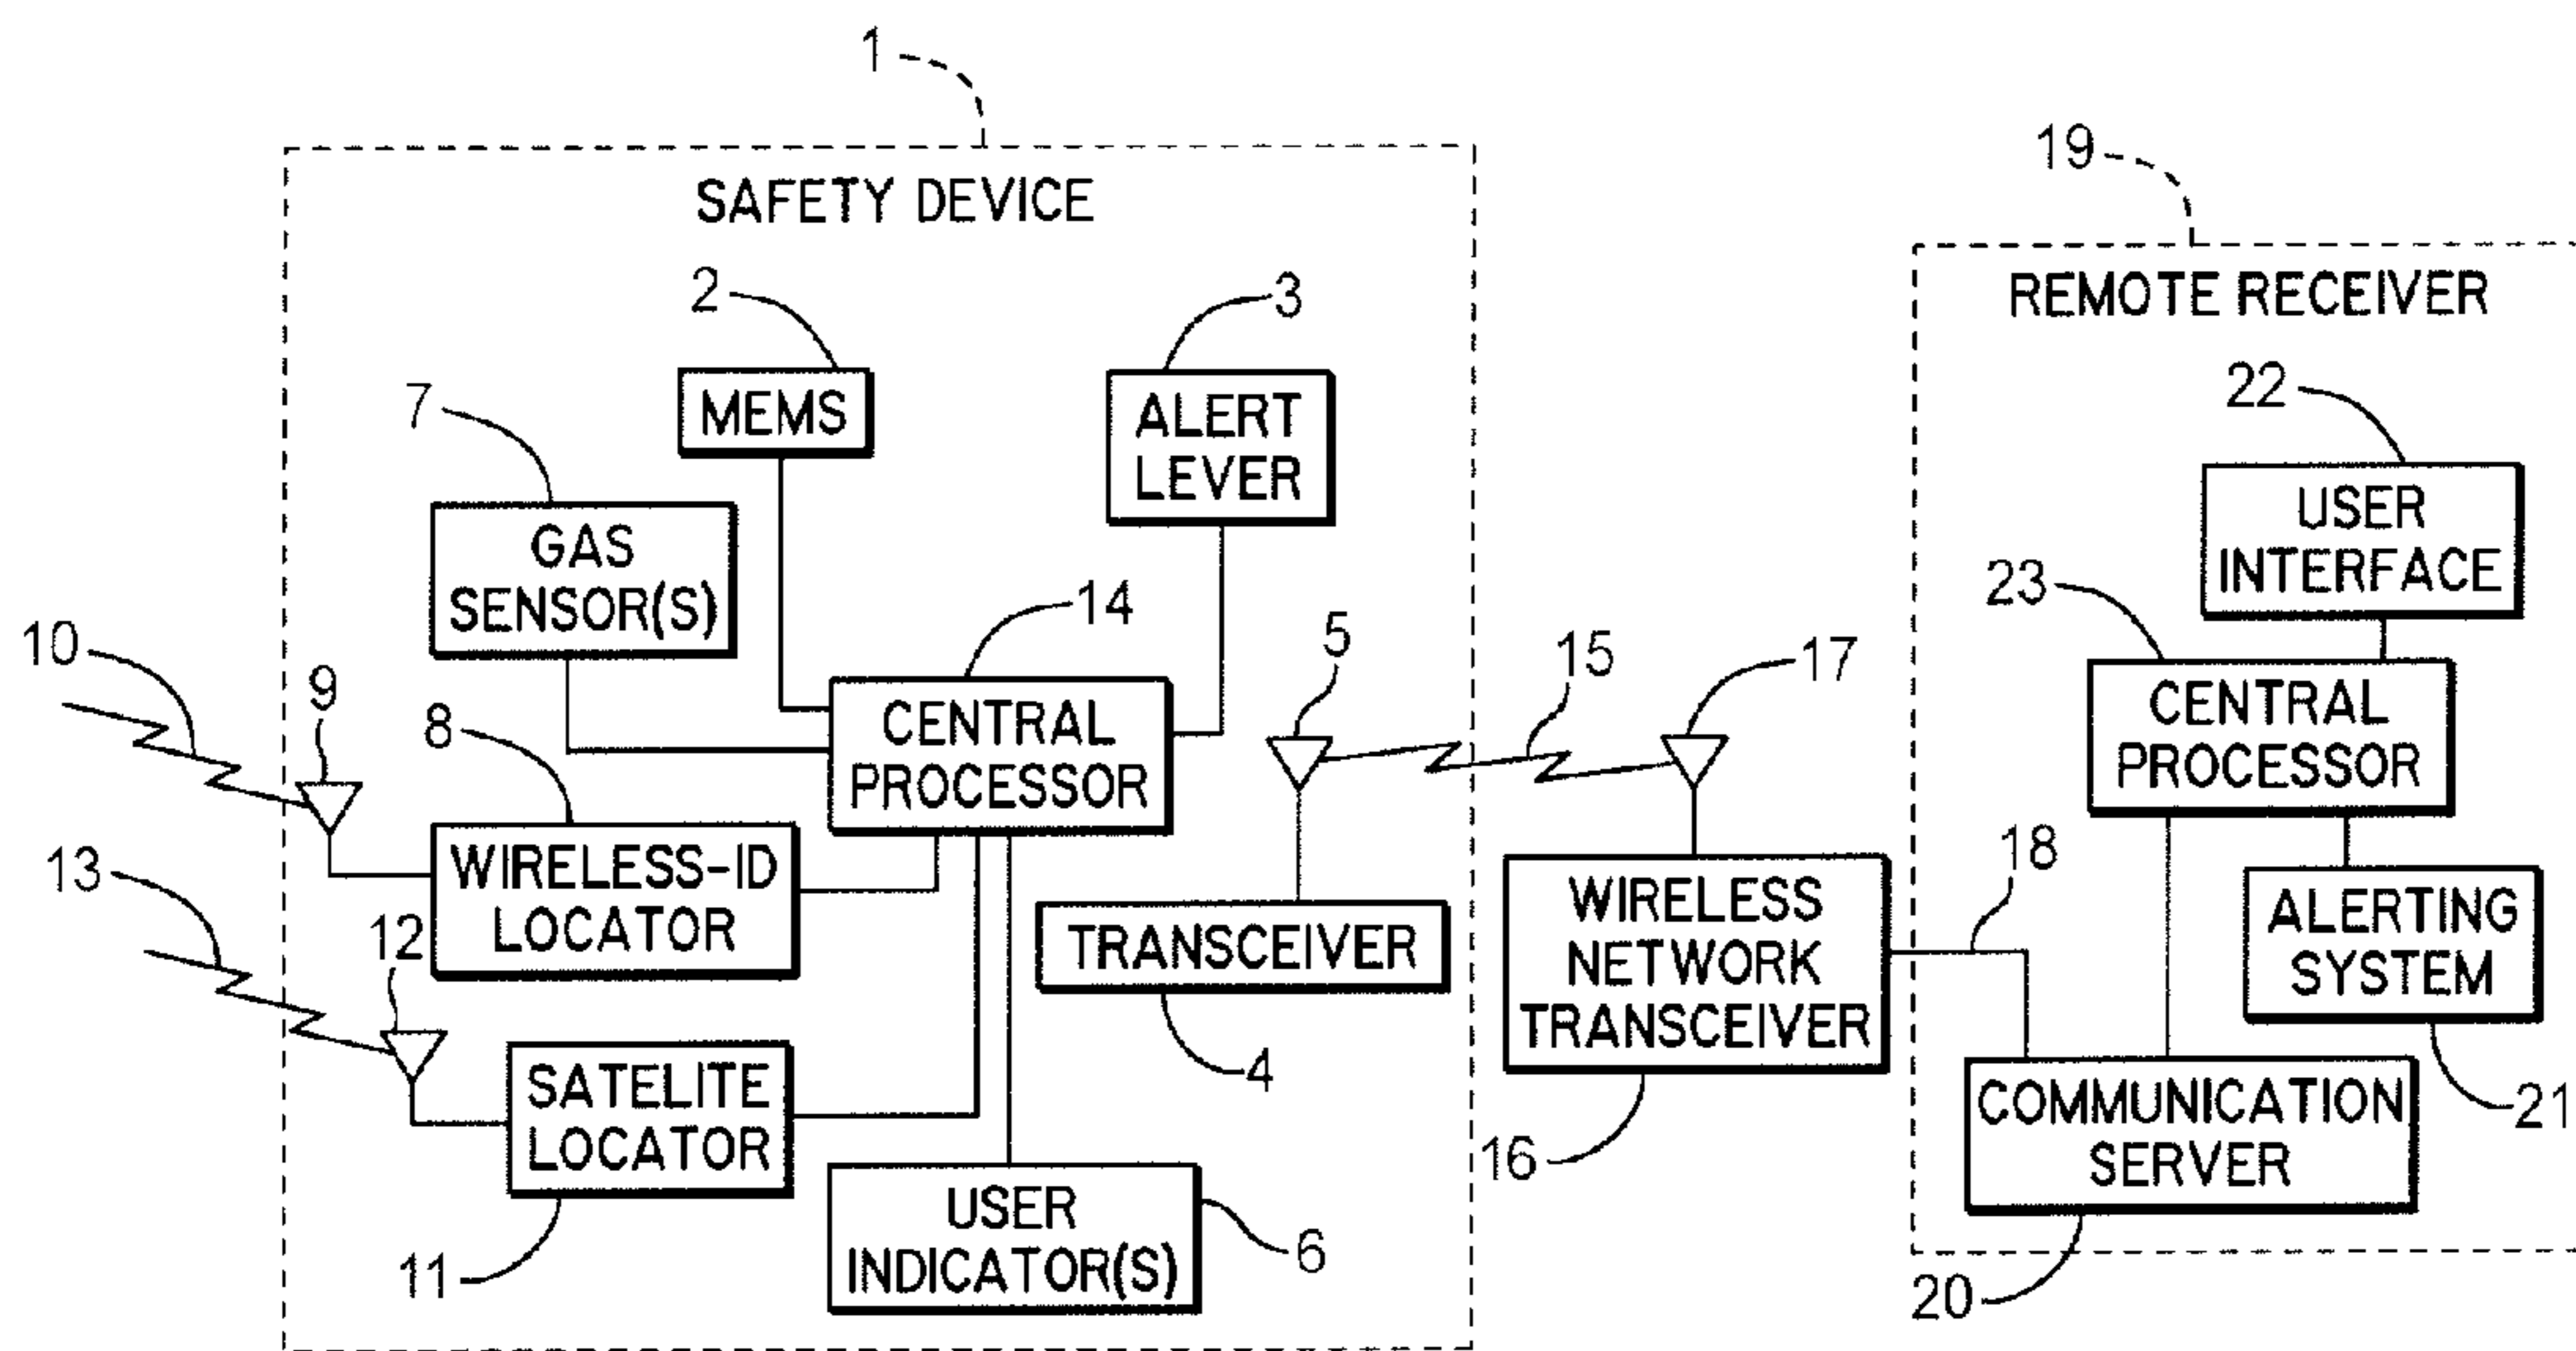 1
SAFETY DEVICE
2
MEMS
3
ALERT
LEVER
7
GAS
SENSOR(S)
14
CENTRAL
PROCESSOR
10
9
8
WIRELESS-ID
LOCATOR
13
12
SATELITE
LOCATOR
11
USER
INDICATOR(S)
6
5
TRANSCEIVER
4
15
17
WIRELESS
NETWORK
TRANSCEIVER
16
18
19
REMOTE RECEIVER
22
USER
INTERFACE
23
CENTRAL
PROCESSOR
ALERTING
SYSTEM
21
COMMUNICATION
SERVER
20